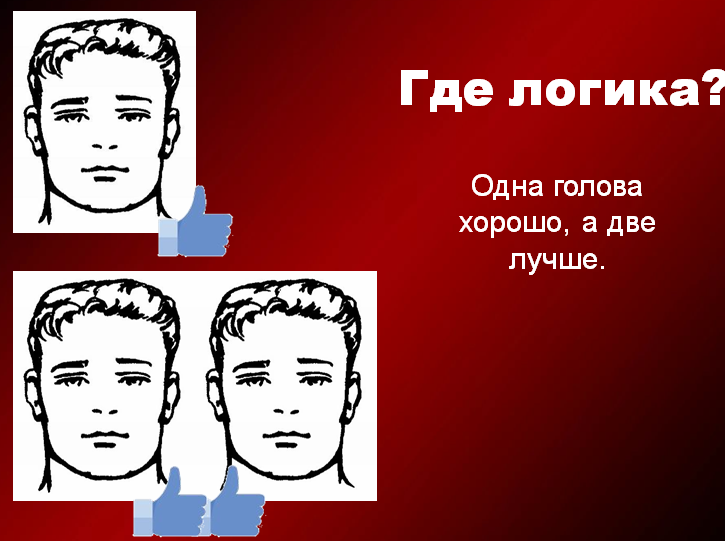 Где логика?
Одна голова
хорошо, а две
лучше.